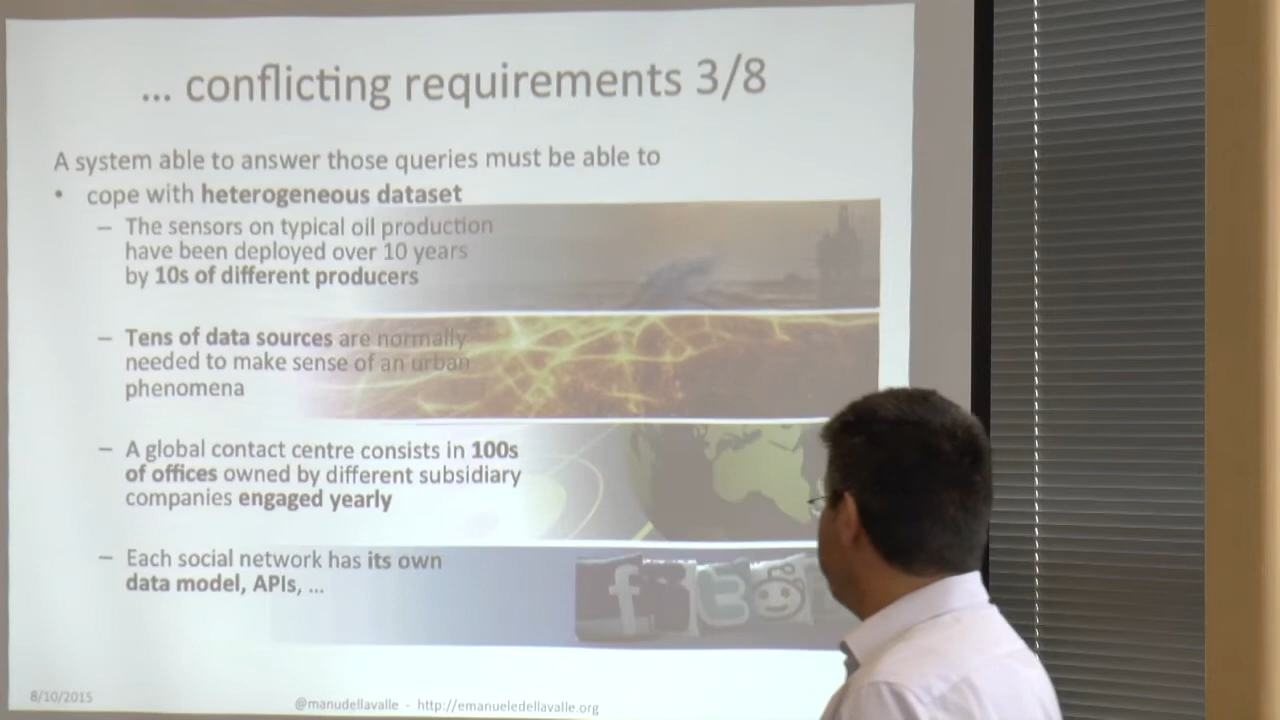 ... conflicting requirements 3/8
A system able to answer those queries must be able to
• cope with heterogeneous dataset
– The sensors on typical oil production
have been deployed over 10 years
by 10s of different producers
– Tens of data sources are normally
needed to make sense of an urban
phenomena
– A global contact centre consists in 100s
of offices owned by different subsidiary
companies engaged yearly
– Each social network has its own
data model, APIs, ...
8/10/2015
@manudellavalle - http://emanueledellavalle.org